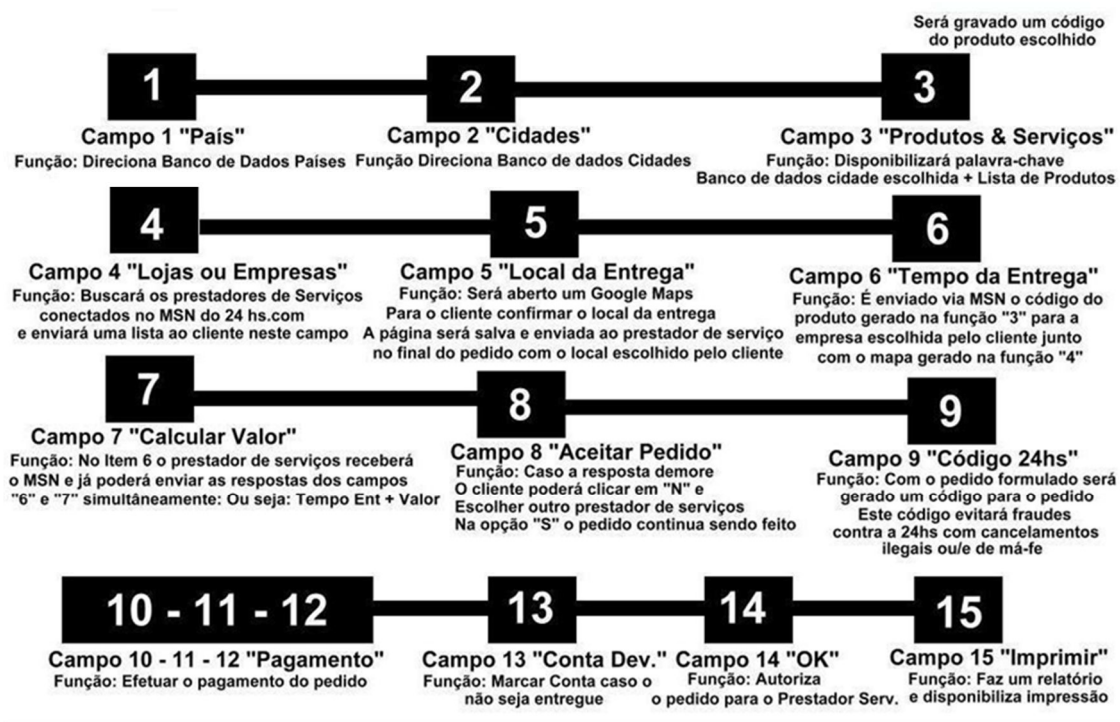 Será gravado um código
do produto escolhido
1
2
3
Campo 1 "País"
Função: Direciona Banco de Dados Países
Campo 2 "Cidades"
Função Direciona Banco de dados Cidades
Campo 3 "Produtos & Serviços"
Função: Disponibilizará palavra-chave
Banco de dados cidade escolhida + Lista de Produtos
4
5
6
Campo 4 "Lojas ou Empresas"
Função: Buscará os prestadores de Serviços
conectados no MSN do 24 hs.com
e enviará uma lista ao cliente neste campo
Campo 5 "Local da Entrega"
Função: Será aberto um Google Maps
Para o cliente confirmar o local da entrega
A página será salva e enviada ao prestador de serviço
no final do pedido com o local escolhido pelo cliente
Campo 6 "Tempo da Entrega"
Função: É enviado via MSN o código do
produto gerado na função "3" para a
empresa escolhida pelo cliente junto
com o mapa gerado na função "4"
7
8
9
Campo 7 "Calcular Valor"
Função: No Item 6 o prestador de serviços receberá
o MSN e já poderá enviar as respostas dos campos
"6" e "7" simultâneamente: Ou seja: Tempo Ent + Valor
Campo 8 "Aceitar Pedido"
Função: Caso a resposta demore
O cliente poderá clicar em "N" e
Escolher outro prestador de serviços
Na opção "S" o pedido continua sendo feito
Campo 9 "Código 24hs"
Função: Com o pedido formulado será
gerado um código para o pedido
Este código evitará fraudes
contra a 24hs com cancelamentos
ilegais ou/e de má-fe
10 - 11 - 12
13
14
15
Campo 10 - 11 - 12 "Pagamento"
Função: Efetuar o pagamento do pedido
Campo 13 "Conta Dev."
Função: Marcar Conta caso o
não seja entregue
Campo 14 "OK"
Função: Autoriza
o pedido para o Prestador Serv.
Campo 15 "Imprimir"
Função: Faz um relatório
e disponibiliza impressão